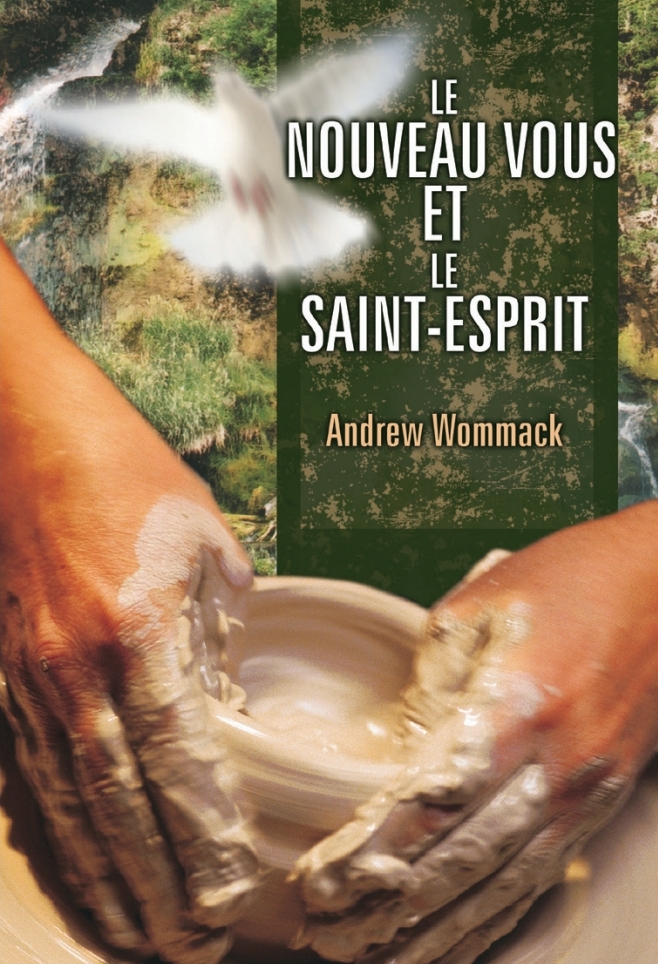 LE
NOUVEAU VOUS
ET
LE
SAINT-ESPRIT
Andrew Wommack